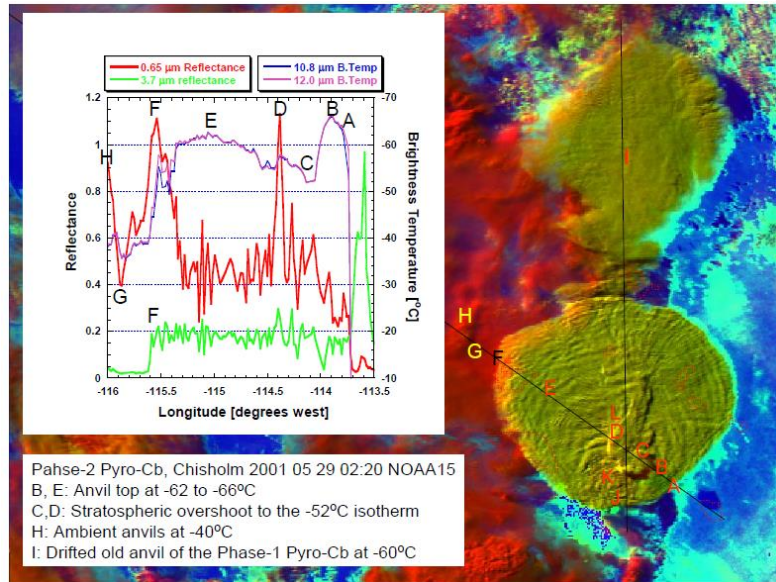 0.65 µm Reflectance
3.7 µm reflectance
10.8 µm B.Temp
12.0 µm B.Temp
1.2 F D B -70
A
E
1 -60
H C
0.8 -50
0.6 -40
Reflectance
Brightness Temperature [°C]
0.4 -30
G
F
0.2 -20
0 -10
-116 -115.5 -115 -114.5 -114 -113.5
Longitude [degrees west]
I
H
G
F
E
L
D
C
B
K
A
J
Pahse-2 Pyro-Cb, Chisholm 2001 05 29 02:20 NOAA15
B, E: Anvil top at -62 to -66ºC
C,D: Stratospheric overshoot to the -52ºC isotherm
H: Ambient anvils at -40ºC
I: Drifted old anvil of the Phase-1 Pyro-Cb at -60ºC